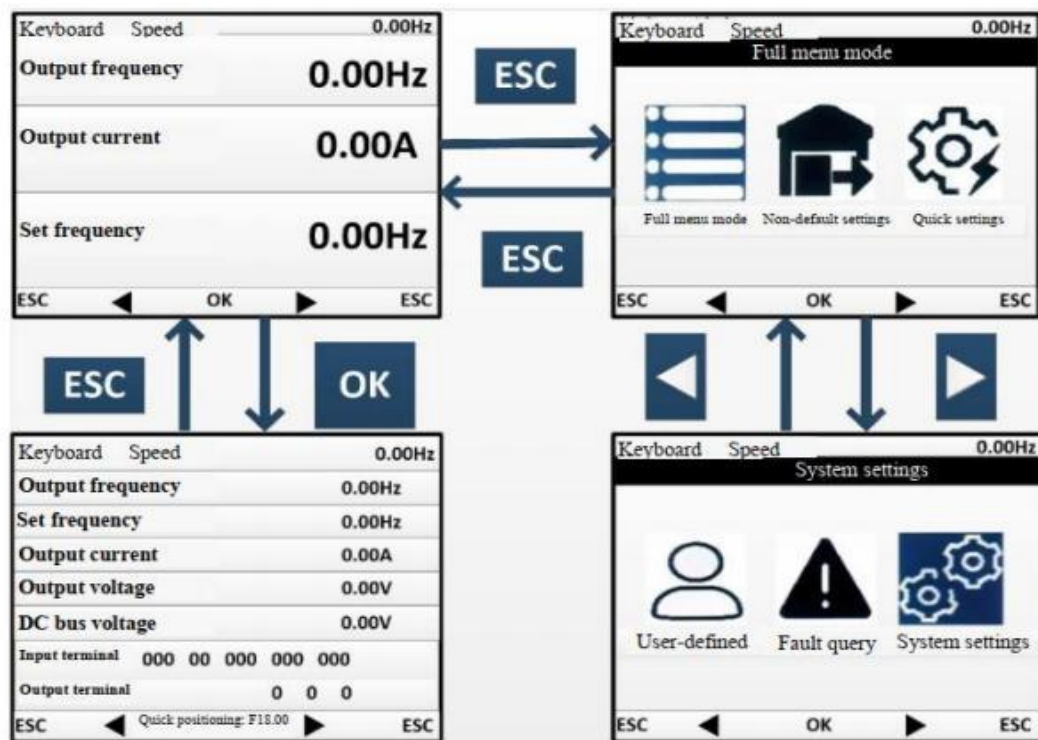 Keyboard Speed 0.00Hz
Output frequency 0.00Hz
Output current 0.00A
Set frequency 0.00Hz
ESC ◀ OK ▶ ESC
ESC
ESC
Keyboard Speed 0.00Hz
Full menu mode
Full menu mode Non-default settings Quick settings
ESC ◀ OK ▶ ESC
ESC
OK
Keyboard Speed 0.00Hz
Output frequency 0.00Hz
Set frequency 0.00Hz
Output current 0.00A
Output voltage 0.00V
DC bus voltage 0.00V
Input terminal 000 00 000 000 000
Output terminal 0 0 0
ESC ◀ Quick positioning: F18.00 ▶ ESC
◀ ▶
Keyboard Speed 0.00Hz
System settings
User-defined Fault query System settings
ESC ◀ OK ▶ ESC